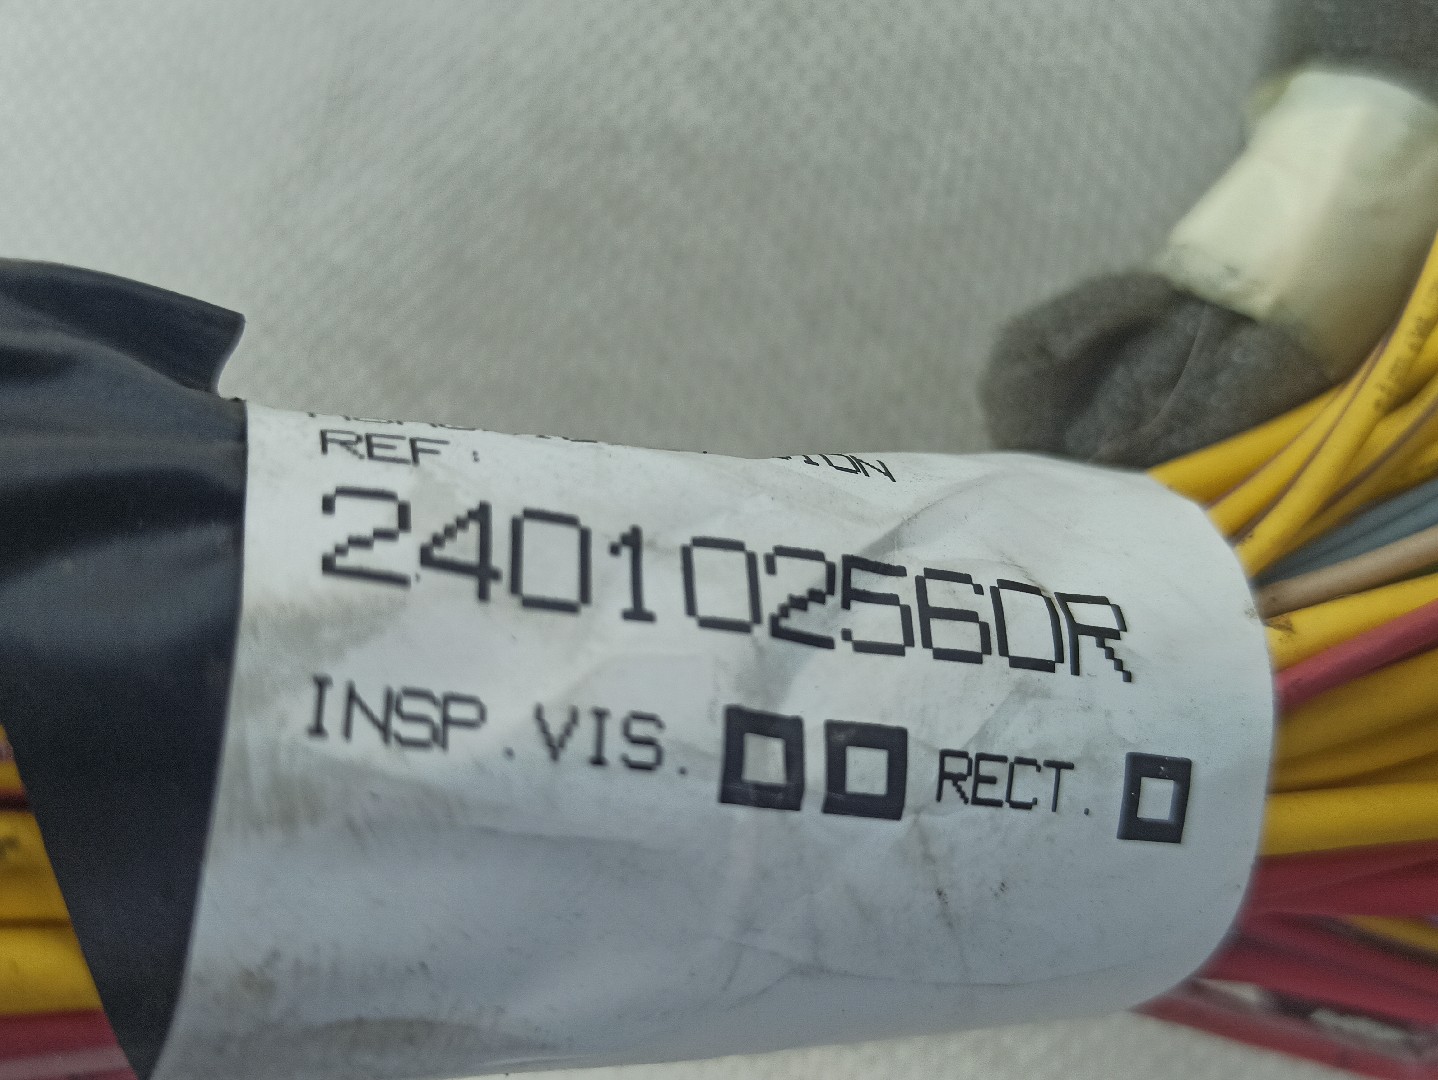 REF:
240102560R
INSP.VIS. RECT.